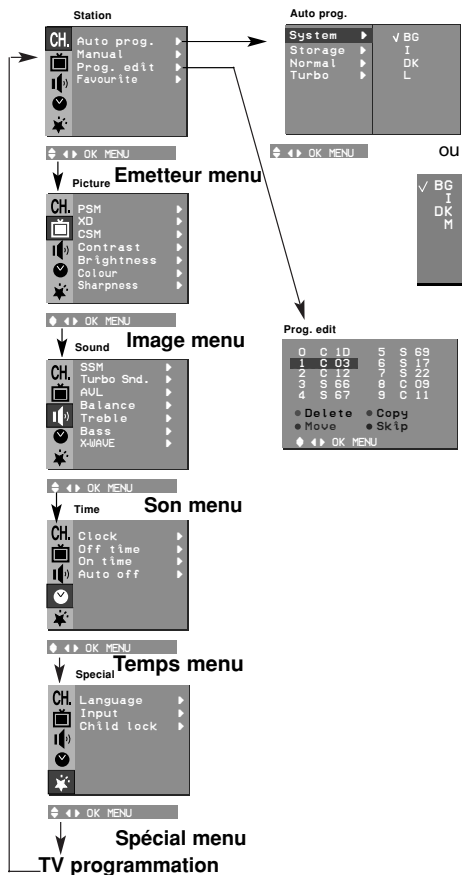 Station
CH.
Auto prog.
Manual
Prog. edit
Favourite
OK MENU
Emetteur menu
Picture
CH.
PSM
XD
CSM
Contrast
Brightness
Colour
Sharpness
OK MENU
Image menu
Sound
CH.
SSM
Turbo Snd.
AVL
Balance
Treble
Bass
X-WAVE
OK MENU
Son menu
Time
CH.
Clock
Off time
On time
Auto off
OK MENU
Temps menu
Special
CH.
Language
Input
Child lock
OK MENU
Spécial menu
TV programmation
Auto prog.
System √ BG
Storage I
Normal DK
Turbo L
OK MENU
ou
√ BG
I
DK
M
Prog. edit
0 C 1D 5 S 69
1 C 03 6 S 17
2 C 12 7 S 22
3 S 66 8 C 09
4 S 67 9 C 11
Delete Copy
Move Skip
OK MENU